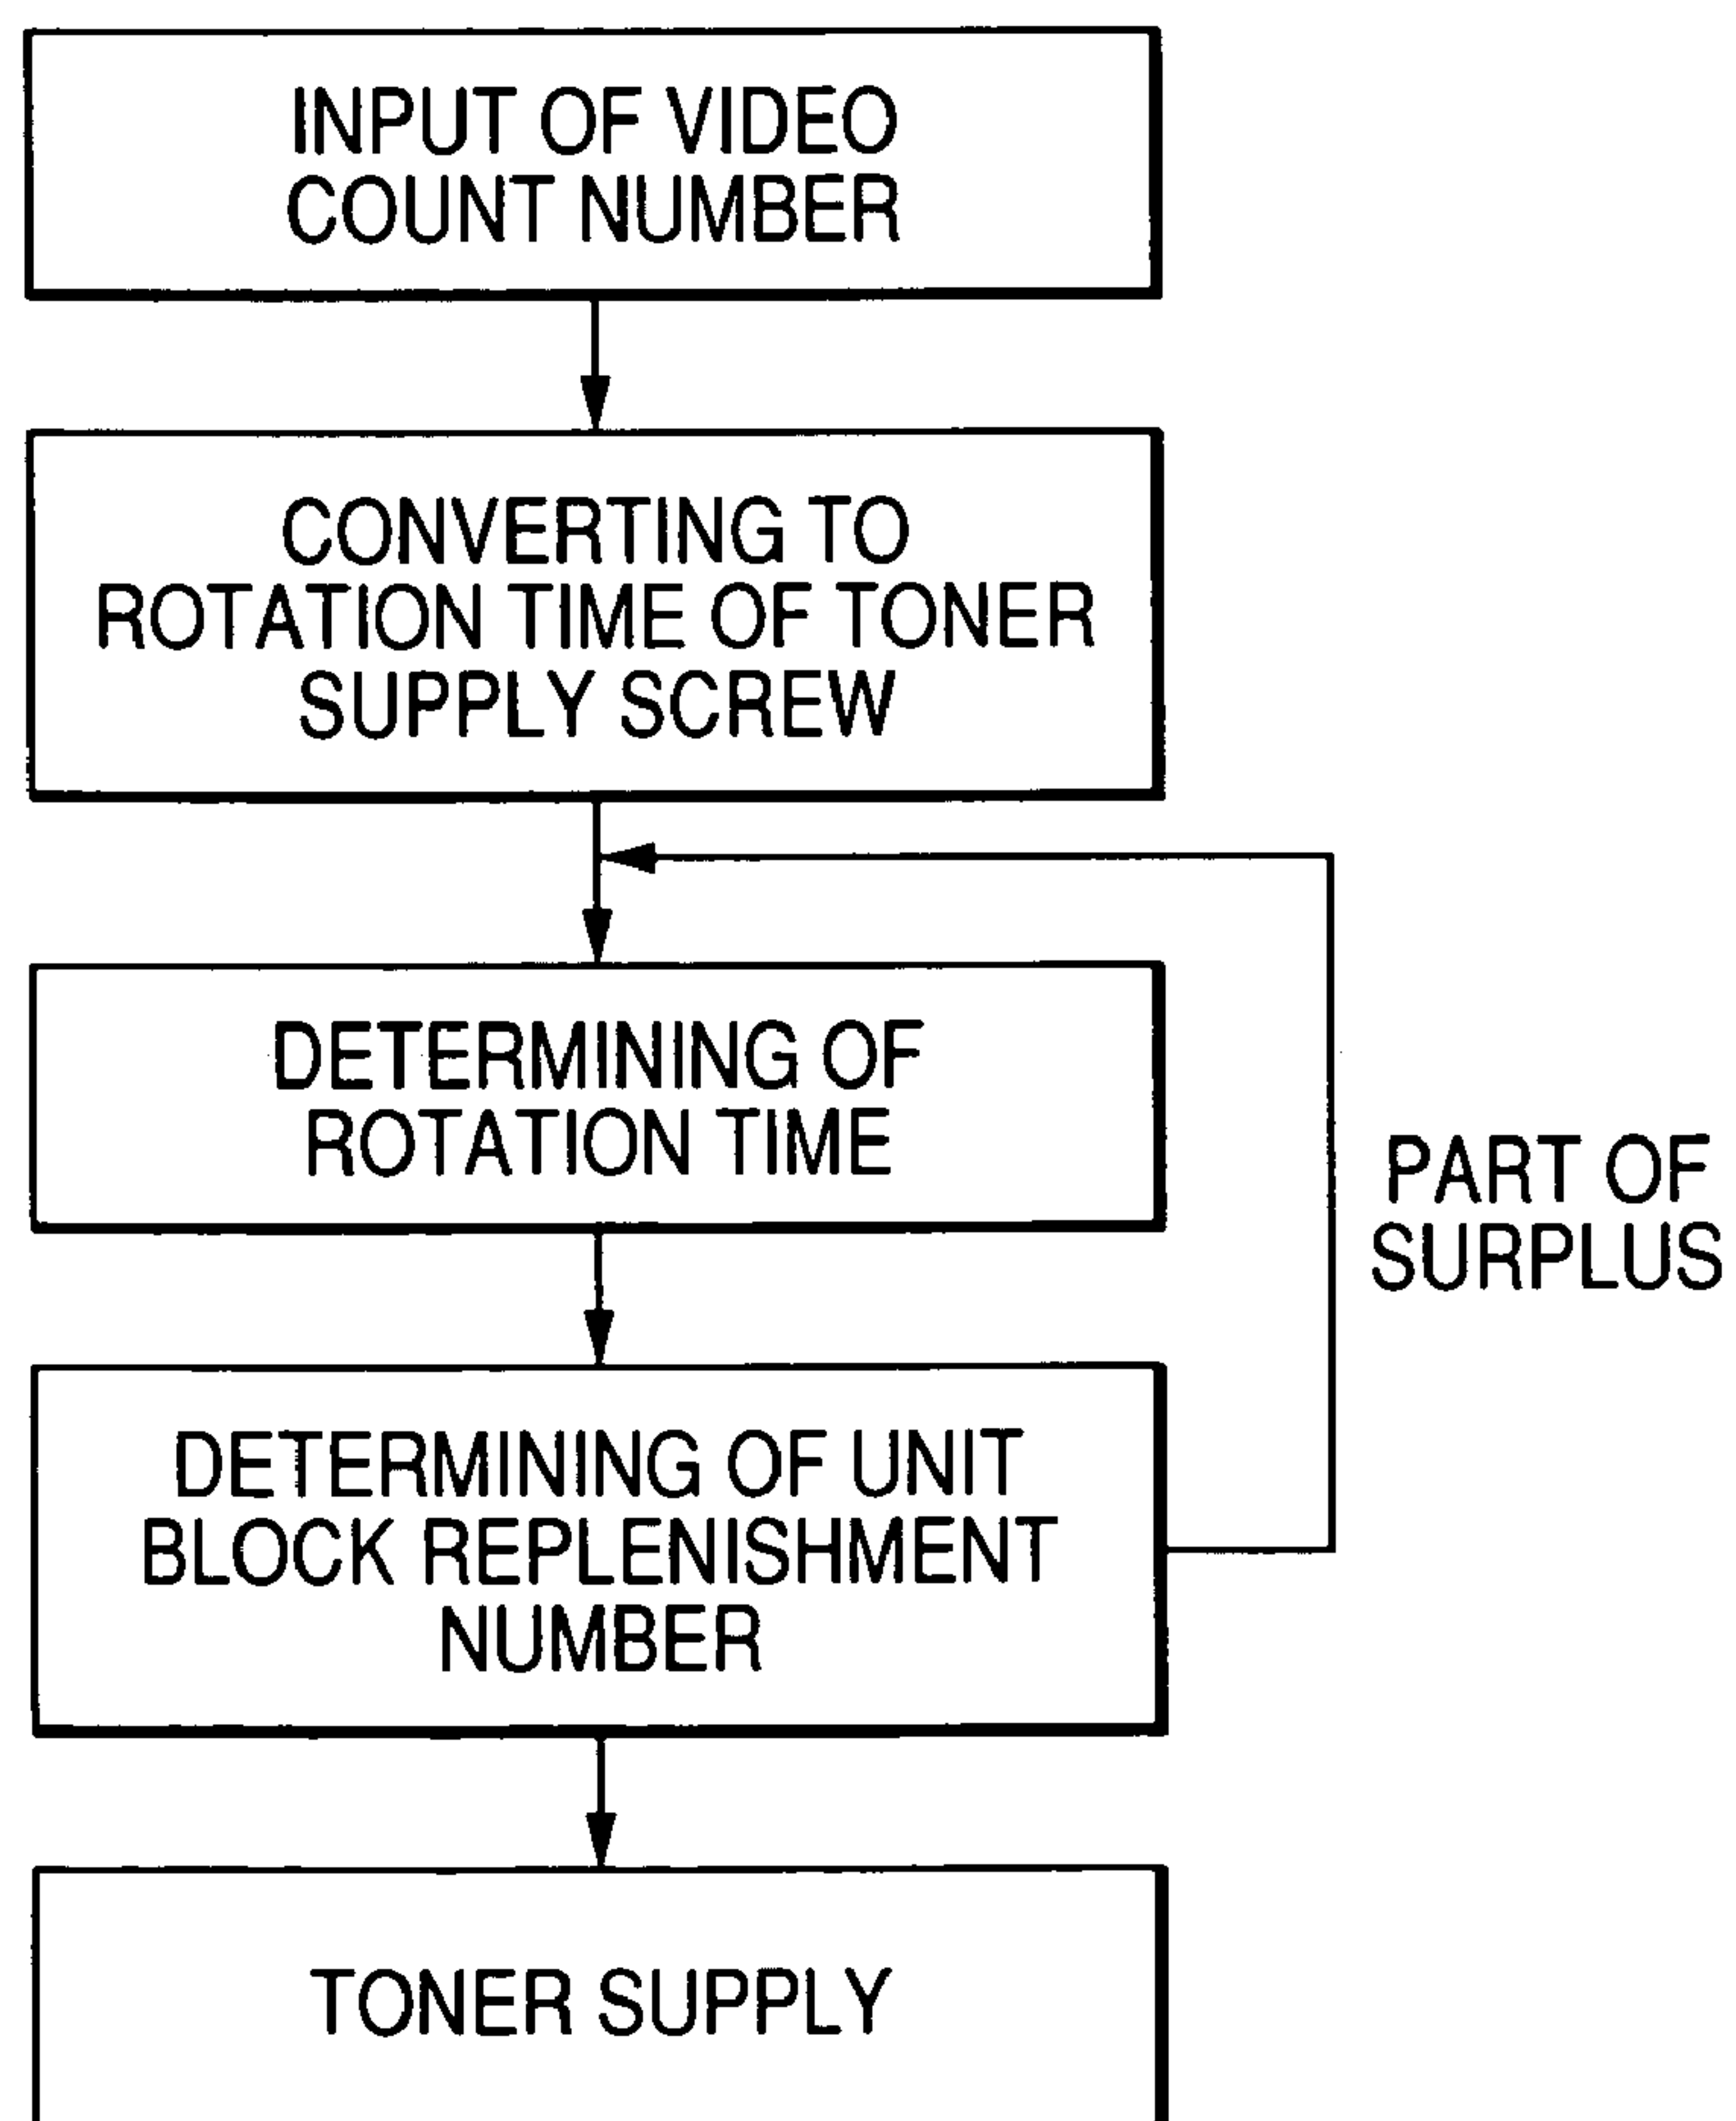 INPUT OF VIDEO
COUNT NUMBER
CONVERTING TO
ROTATION TIME OF TONER
SUPPLY SCREW
DETERMINING OF
ROTATION TIME
PART OF
SURPLUS
DETERMINING OF UNIT
BLOCK REPLENISHMENT
NUMBER
TONER SUPPLY